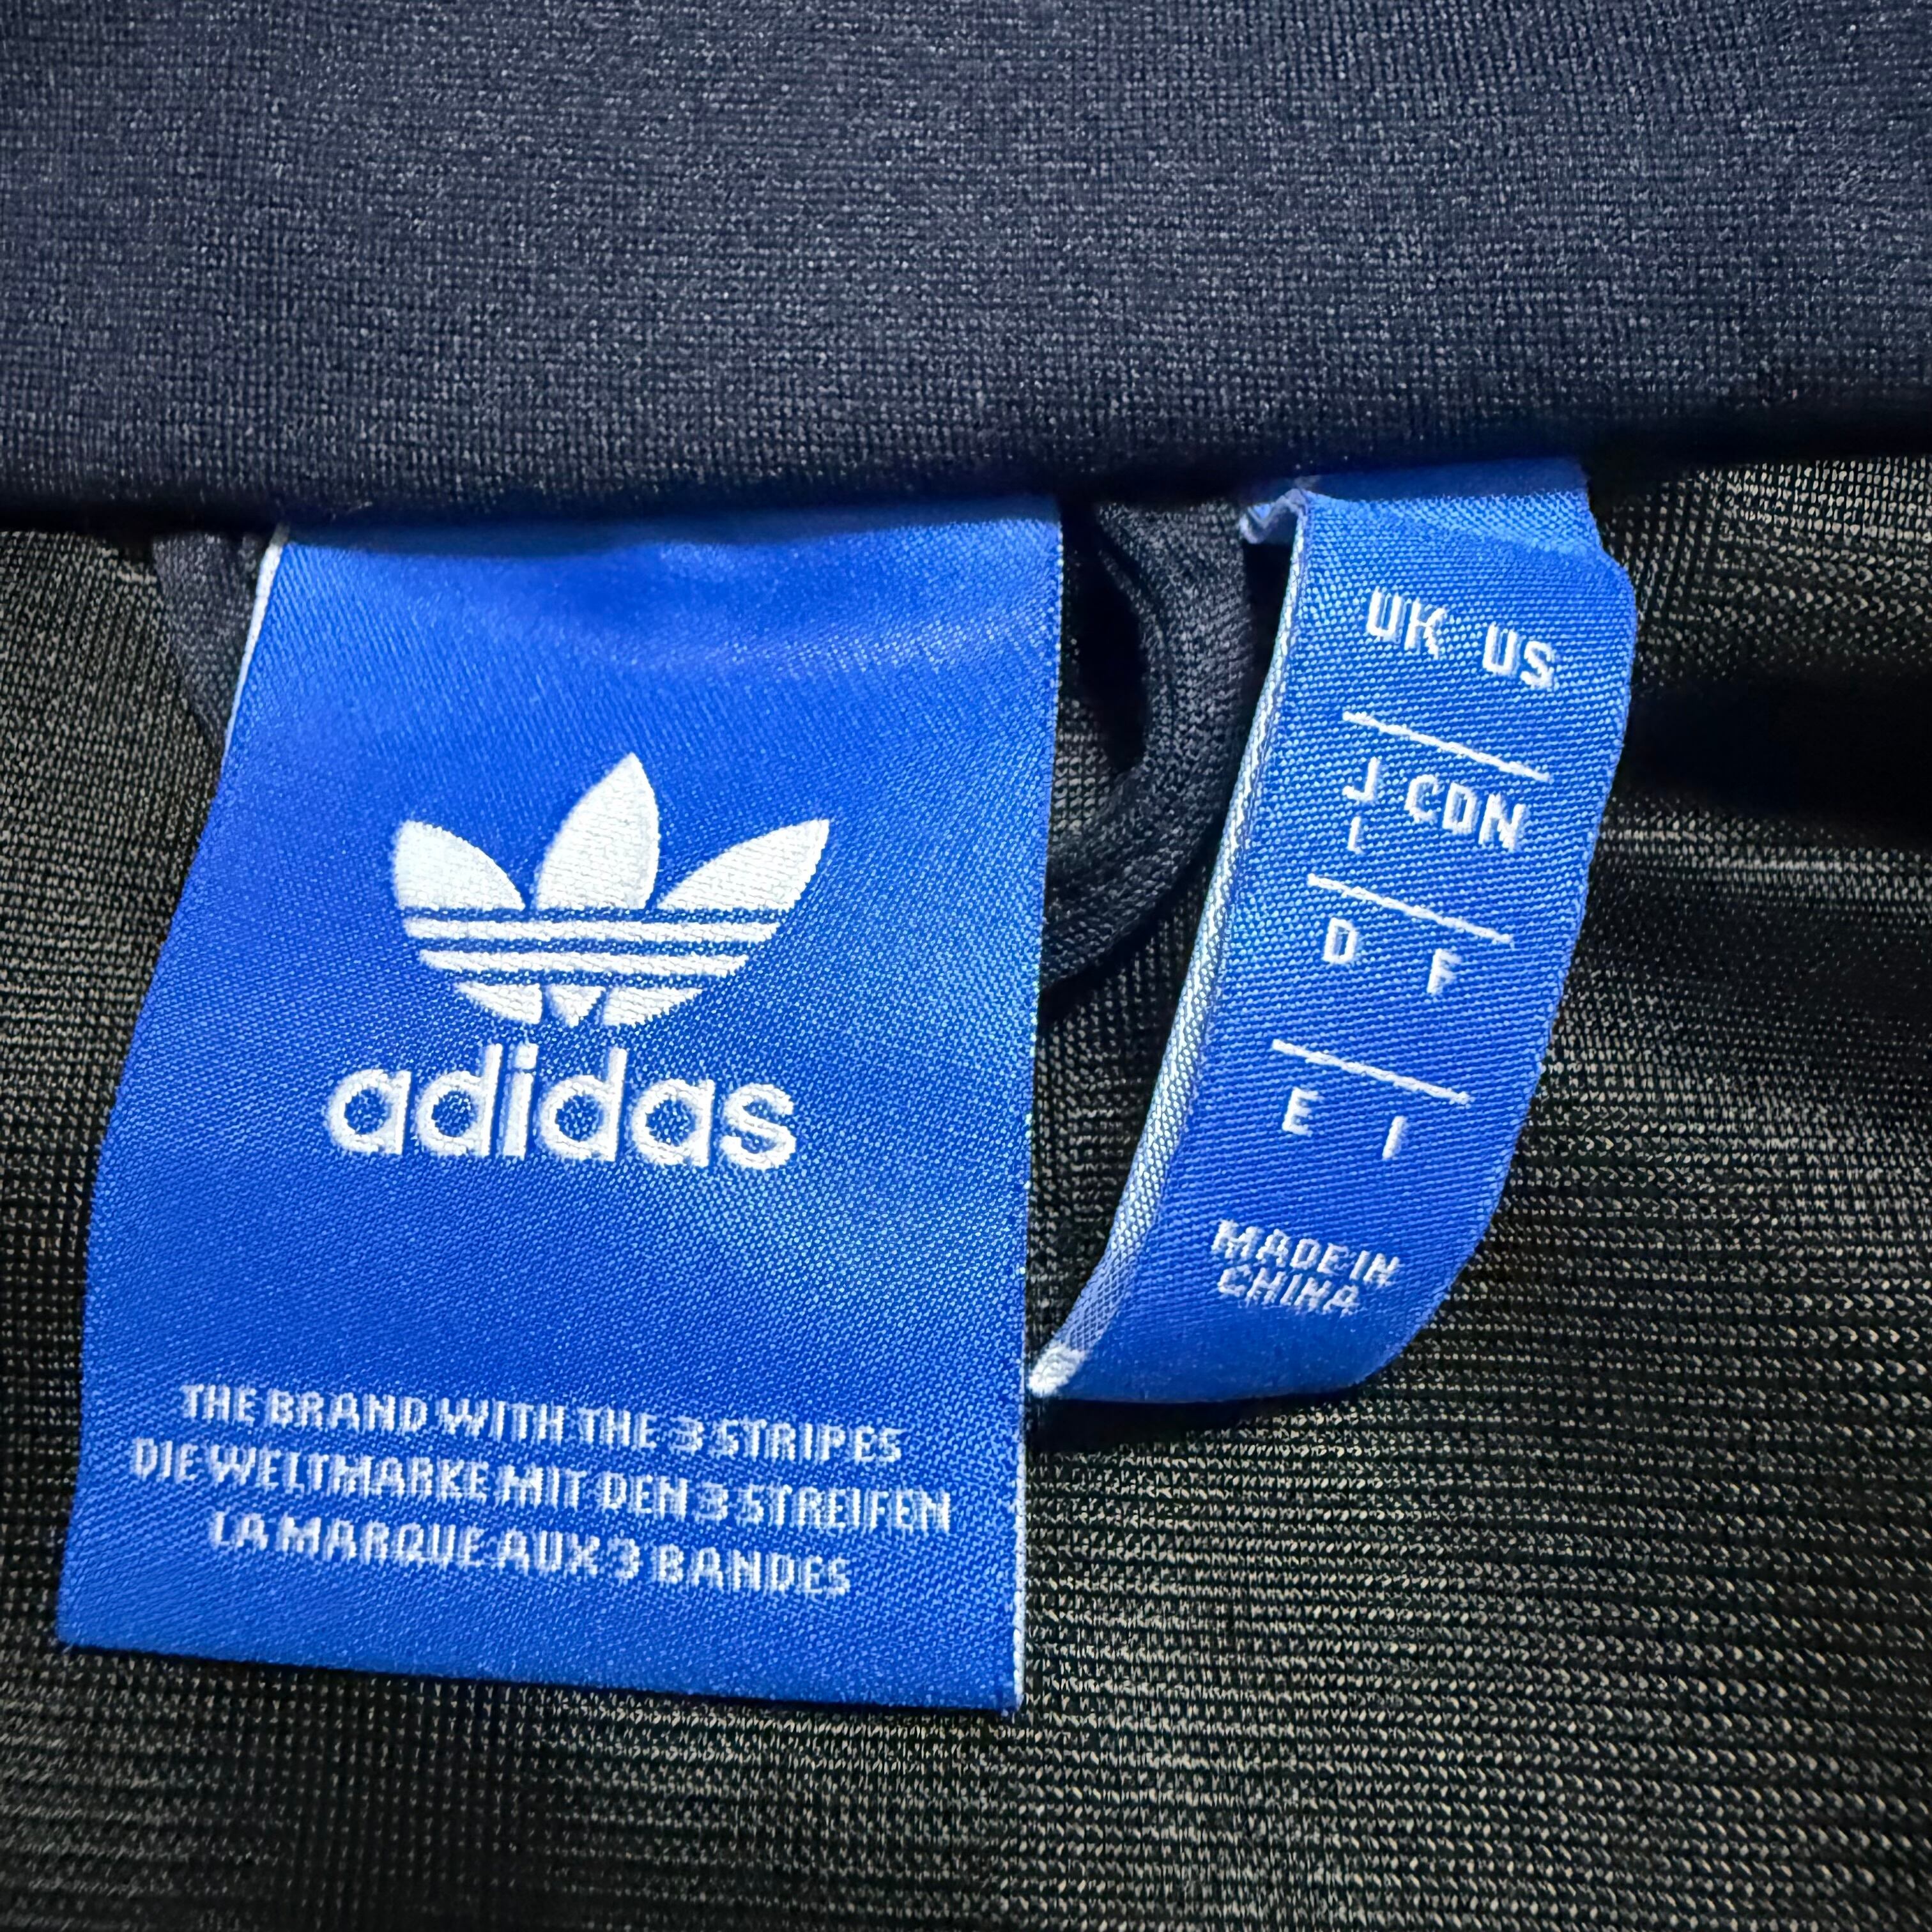 adidas
THE BRAND WITH THE 3 STRIPES
DIE WELTMARKE MIT DEN 3 STREIFEN
LA MARQUE AUX 3 BANDES
UK US
J CDN
L
D F
E I
MADE IN
CHINA